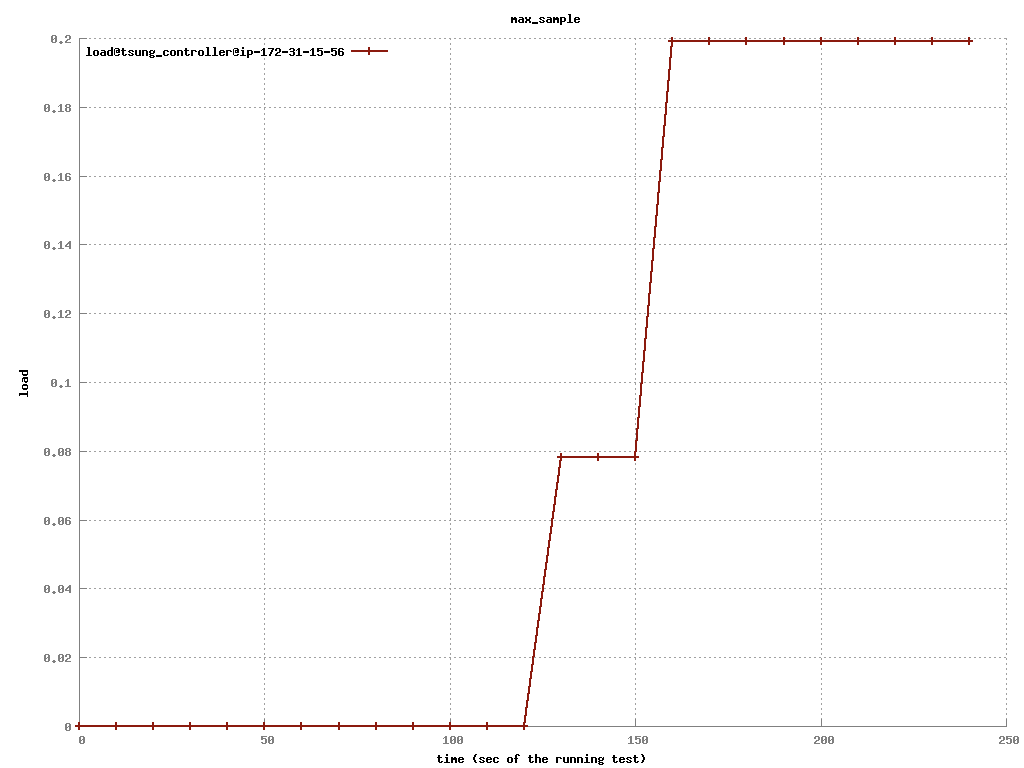 max_sample
load@tsung_controller@ip-172-31-15-56
0.2
0.18
0.16
0.14
0.12
0.1
0.08
0.06
0.04
0.02
0
load
0 50 100 150 200 250
time (sec of the running test)